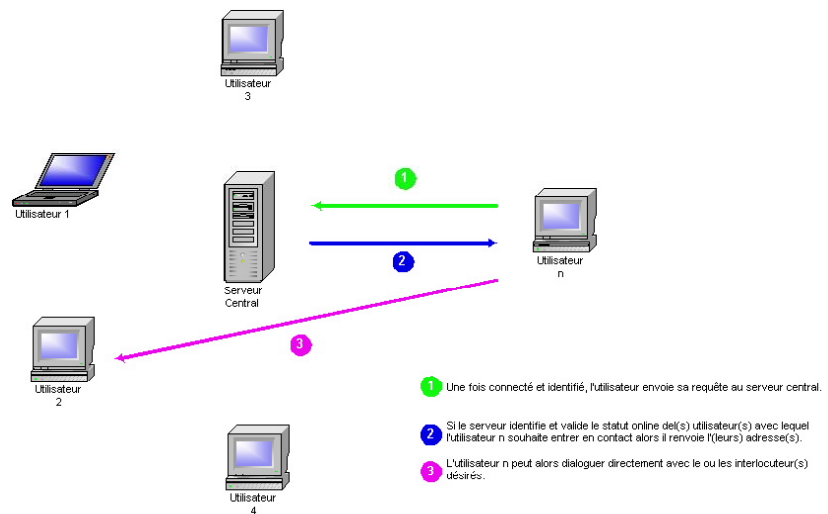 Utilisateur
3
1
Utilisateur 1
2
Utilisateur
n
Serveur
Central
3
Utilisateur
2
1 Une fois connecté et identifié, l'utilisateur envoie sa requête au serveur central.
2 Si le serveur identifie et valide le statut online del(s) utilisateur(s) avec lequel
l'utilisateur n souhaite entrer en contact alors il renvoie l'(leurs) adresse(s).
3 L'utilisateur n peut alors dialoguer directement avec le ou les interlocuteur(s)
désirés.
Utilisateur
4